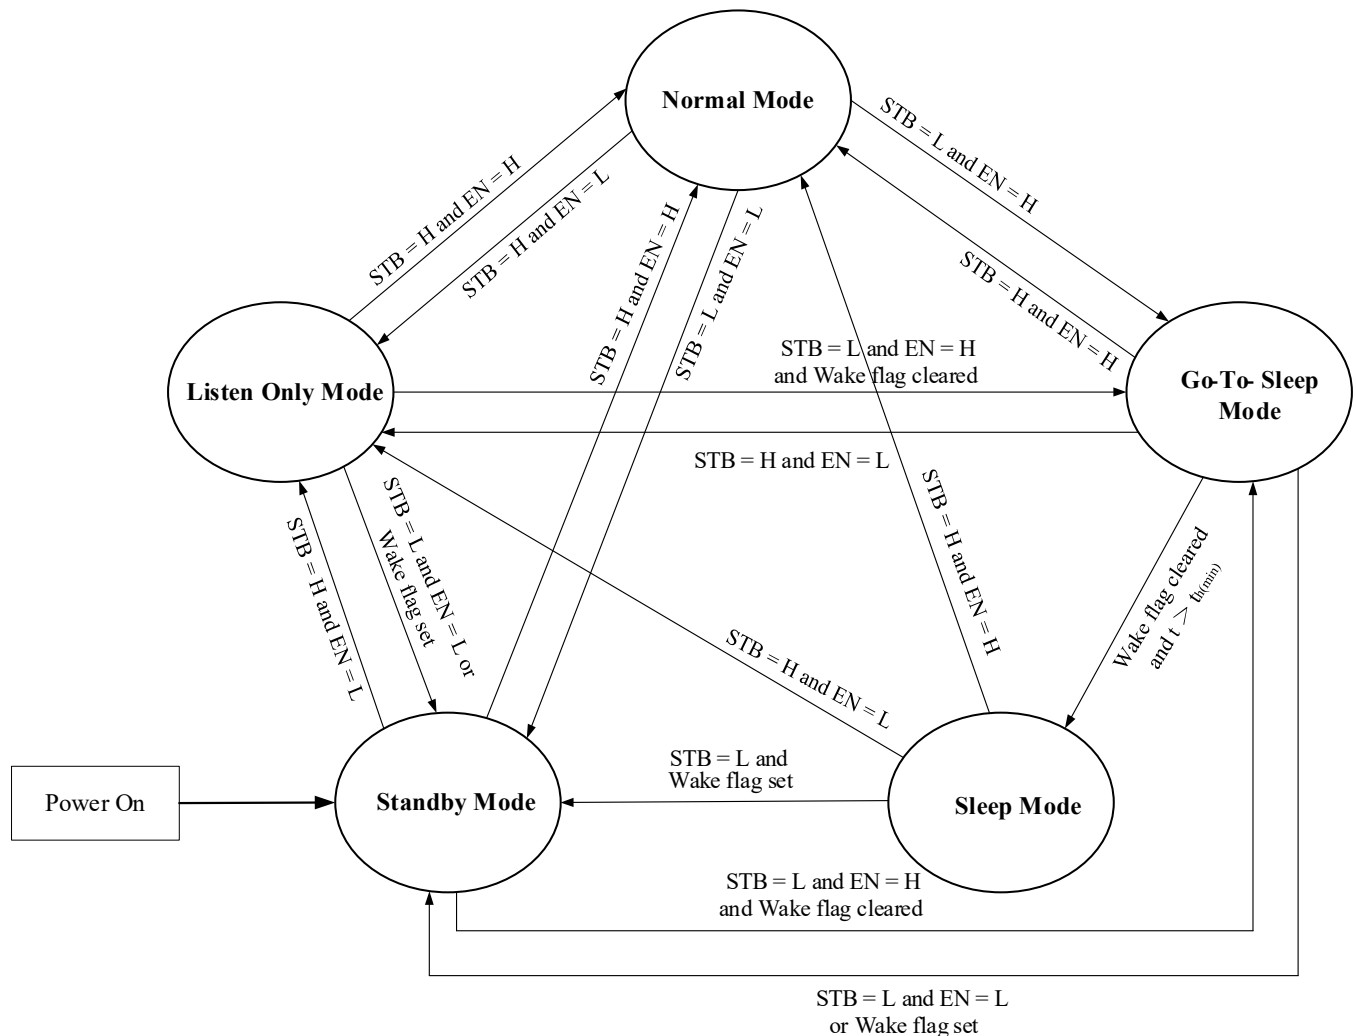 Normal Mode
STB = L and EN = H
STB = H and EN = H
STB = H and EN = L
STB = H and EN = H
STB = L and EN = L
STB = H and EN = H
STB = L and EN = H
and Wake flag cleared
Listen Only Mode
Go-To- Sleep
Mode
STB = H and EN = L
STB = H and EN = L
STB = L and EN = L or
Wake flag set
STB = H and EN = H
Wake flag cleared
and t > th(min)
STB = H and EN = L
STB = L and
Wake flag set
Power On
Standby Mode
Sleep Mode
STB = L and EN = H
and Wake flag cleared
STB = L and EN = L
or Wake flag set